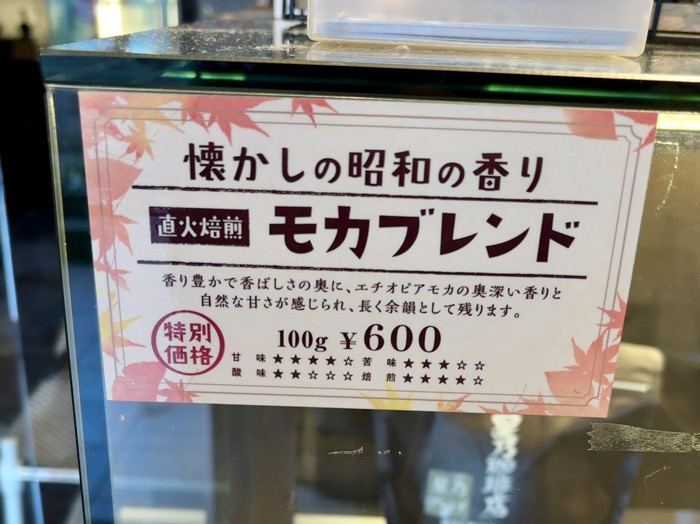 懐かしの昭和の香り
直火焙煎 モカブレンド
香り豊かで香ばしさの奥に、エチオピアモカの奥深い香りと
自然な甘さが感じられ、長く余韻として残ります。
特別
価格
100g ¥600
甘 味 ★★★★☆ 苦 味 ★★★☆☆
酸 味 ★★☆☆☆ 焙 煎 ★★★★☆
珈琲店